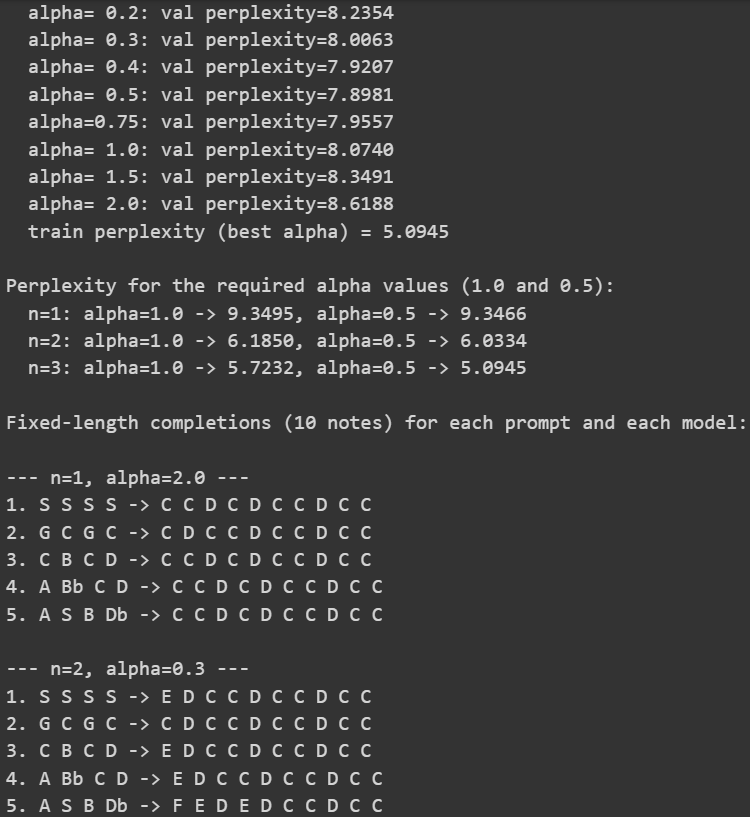 alpha= 0.2: val perplexity=8.2354
alpha= 0.3: val perplexity=8.0063
alpha= 0.4: val perplexity=7.9207
alpha= 0.5: val perplexity=7.8981
alpha=0.75: val perplexity=7.9557
alpha= 1.0: val perplexity=8.0740
alpha= 1.5: val perplexity=8.3491
alpha= 2.0: val perplexity=8.6188
train perplexity (best alpha) = 5.0945
Perplexity for the required alpha values (1.0 and 0.5):
n=1: alpha=1.0 -> 9.3495, alpha=0.5 -> 9.3466
n=2: alpha=1.0 -> 6.1850, alpha=0.5 -> 6.0334
n=3: alpha=1.0 -> 5.7232, alpha=0.5 -> 5.0945
Fixed-length completions (10 notes) for each prompt and each model:
--- n=1, alpha=2.0 ---
1. S S S S -> C C D C D C C D C C
2. G C G C -> C D C C D C C D C C
3. C B C D -> C C D C D C C D C C
4. A Bb C D -> C C D C D C C D C C
5. A S B Db -> C C D C D C C D C C
--- n=2, alpha=0.3 ---
1. S S S S -> E D C C D C C D C C
2. G C G C -> C D C C D C C D C C
3. C B C D -> E D C C D C C D C C
4. A Bb C D -> E D C C D C C D C C
5. A S B Db -> F E D E D C C D C C